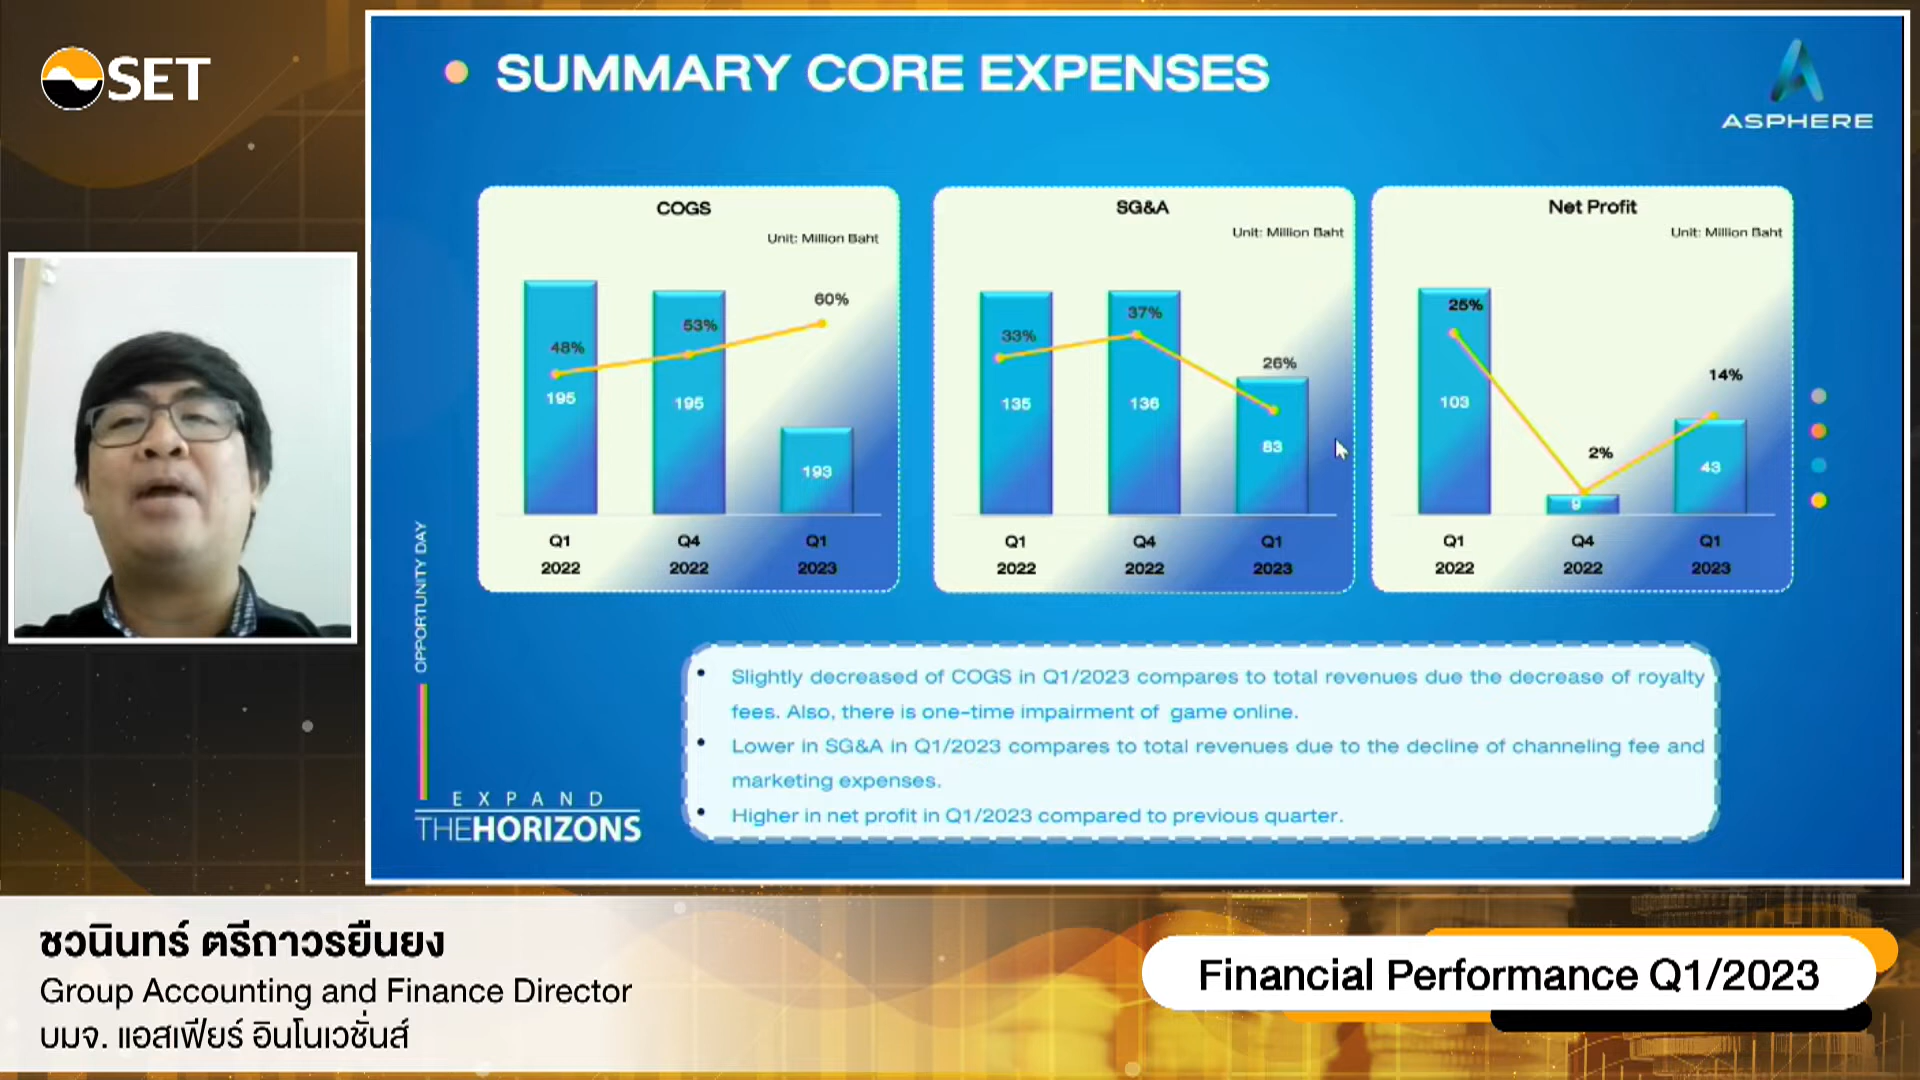 SET
SUMMARY CORE EXPENSES
ASPHERE
COGS
Unit: Million Baht
48%
53%
60%
195
195
193
Q1
2022
Q4
2022
Q1
2023
SG&A
Unit: Million Baht
33%
37%
26%
135
136
83
Q1
2022
Q4
2022
Q1
2023
Net Profit
Unit: Million Baht
25%
2%
14%
103
9
43
Q1
2022
Q4
2022
Q1
2023
OPPORTUNITY DAY
EXPAND
THEHORIZONS
• Slightly decreased of COGS in Q1/2023 compares to total revenues due the decrease of royalty
fees. Also, there is one-time impairment of game online.
• Lower in SG&A in Q1/2023 compares to total revenues due to the decline of channeling fee and
marketing expenses.
• Higher in net profit in Q1/2023 compared to previous quarter.
ชวนินทร์ ตรีถาวรยืนยง
Group Accounting and Finance Director
บมจ. แอสเฟียร์ อินโนเวชั่นส์
Financial Performance Q1/2023